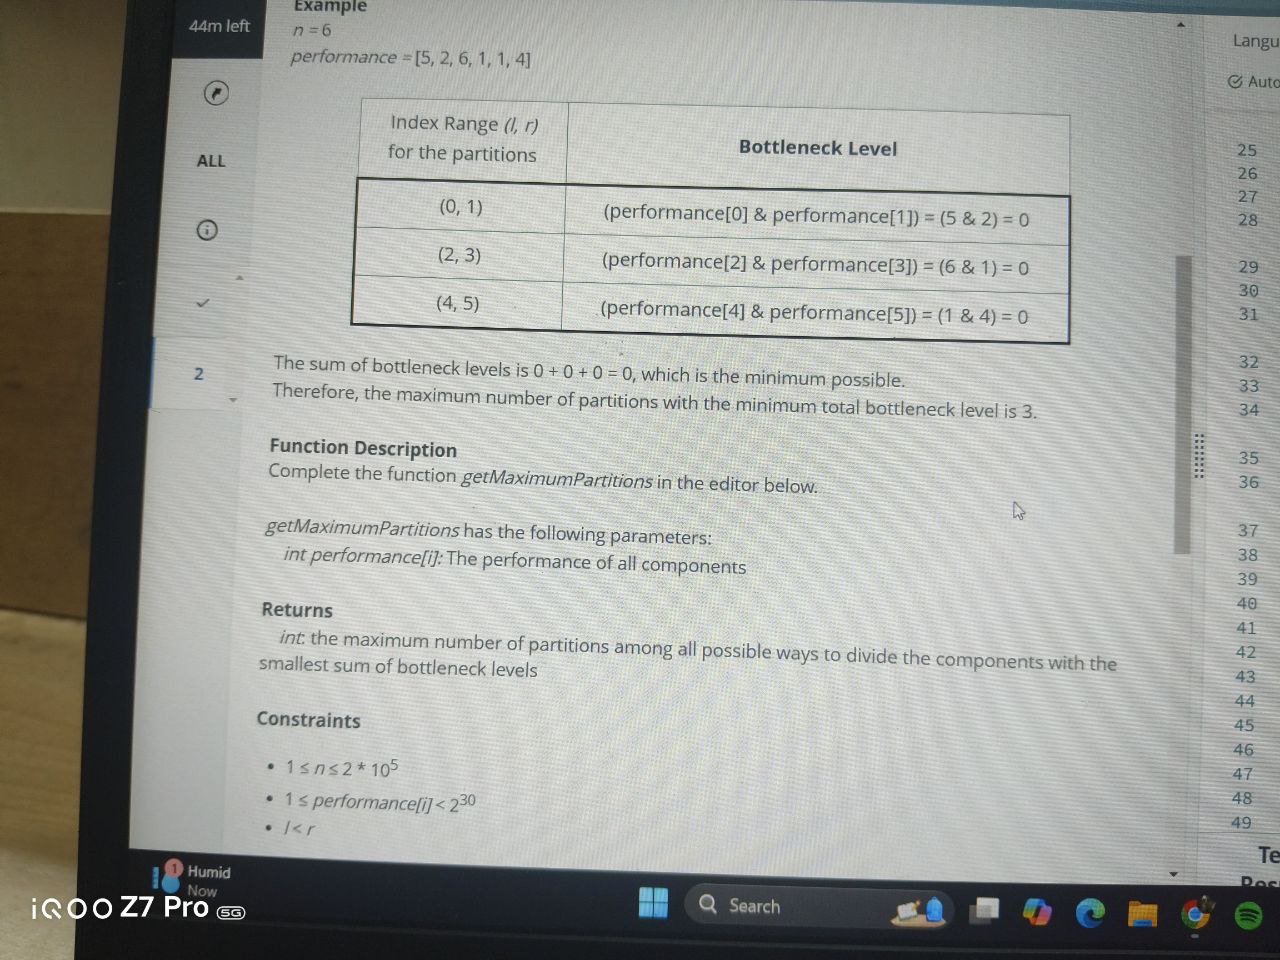 44m left
ALL
2
Example
n = 6
performance = [5, 2, 6, 1, 1, 4]
Index Range (l, r)
for the partitions
Bottleneck Level
(0, 1)
(performance[0] & performance[1]) = (5 & 2) = 0
(2, 3)
(performance[2] & performance[3]) = (6 & 1) = 0
(4, 5)
(performance[4] & performance[5]) = (1 & 4) = 0
The sum of bottleneck levels is 0 + 0 + 0 = 0, which is the minimum possible.
Therefore, the maximum number of partitions with the minimum total bottleneck level is 3.
Function Description
Complete the function getMaximumPartitions in the editor below.
getMaximumPartitions has the following parameters:
int performance[i]: The performance of all components
Returns
int: the maximum number of partitions among all possible ways to divide the components with the
smallest sum of bottleneck levels
Constraints
• 1 ≤ n ≤ 2 * 10⁵
• 1 ≤ performance[i] < 2³⁰
• l < r
Langu
Auto
25
26
27
28
29
30
31
32
33
34
35
36
37
38
39
40
41
42
43
44
45
46
47
48
49
Te
1
Humid
Now
Search
iQOO Z7 Pro 5G